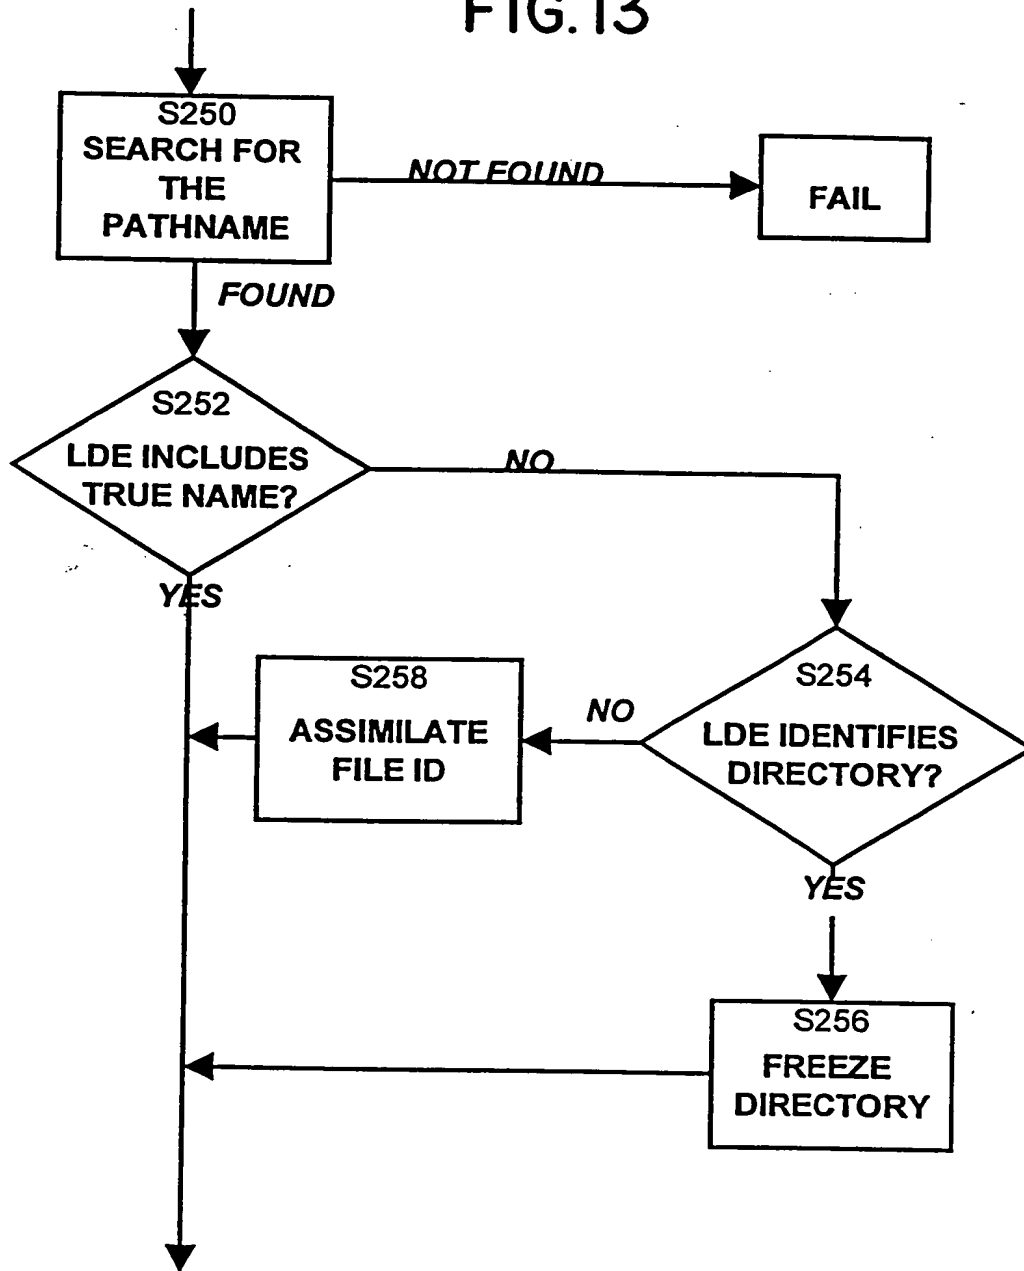 FIG. 13
S250
SEARCH FOR
THE
PATHNAME
NOT FOUND
FAIL
FOUND
S252
LDE INCLUDES
TRUE NAME?
NO
YES
S254
LDE IDENTIFIES
DIRECTORY?
NO
S258
ASSIMILATE
FILE ID
YES
S256
FREEZE
DIRECTORY